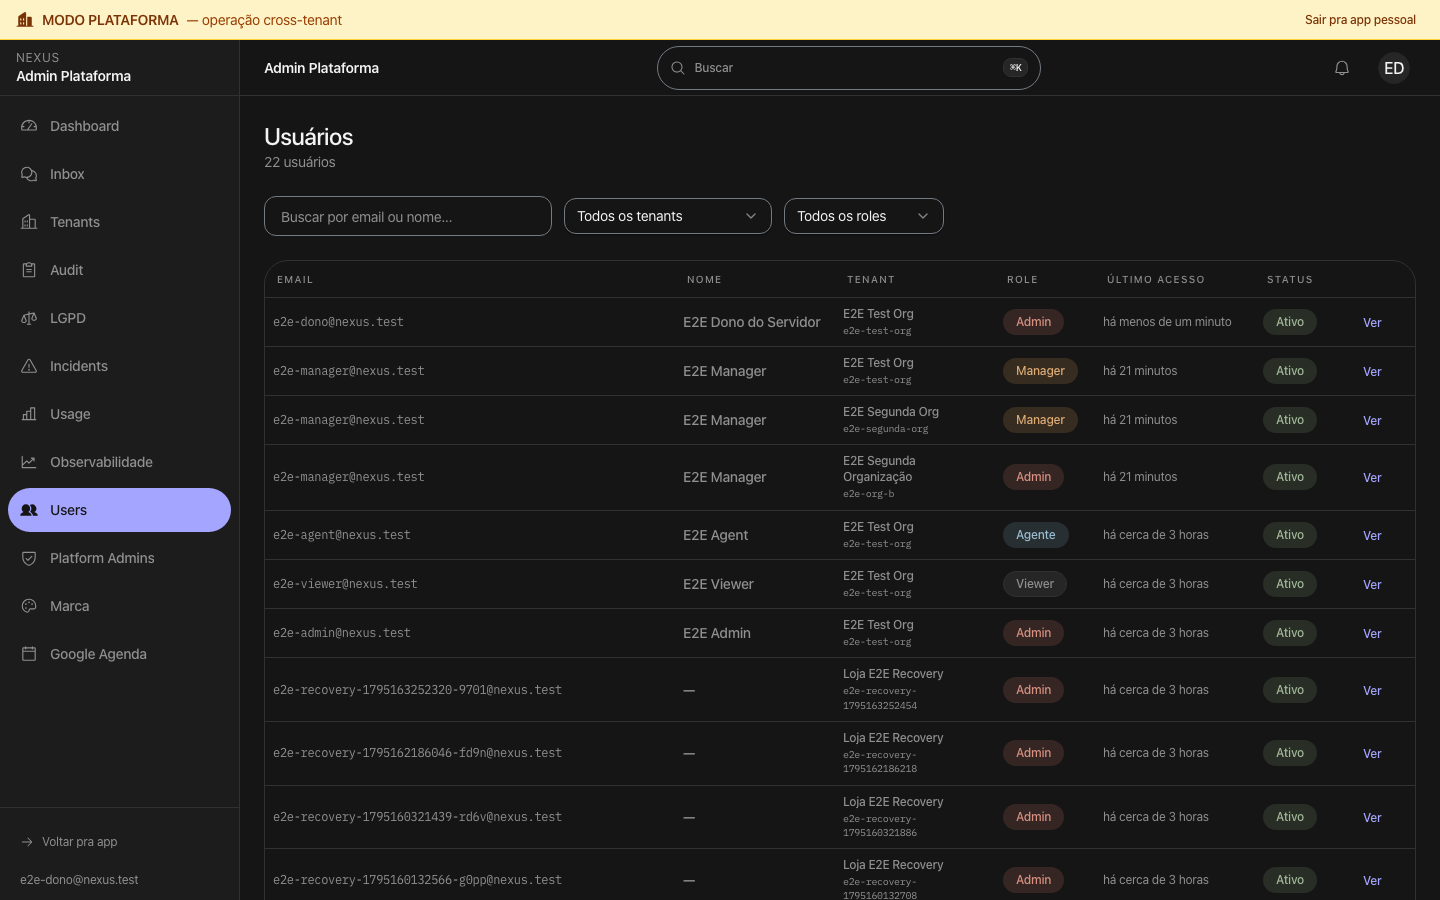 MODO PLATAFORMA — operação cross-tenant
Sair pra app pessoal
NEXUS
Admin Plataforma
Admin Plataforma
Buscar
⌘K
ED
Dashboard
Inbox
Tenants
Audit
LGPD
Incidents
Usage
Observabilidade
Users
Platform Admins
Marca
Google Agenda
Voltar pra app
e2e-dono@nexus.test
Usuários
22 usuários
Buscar por email ou nome...
Todos os tenants
Todos os roles
EMAIL NOME TENANT ROLE ÚLTIMO ACESSO STATUS
e2e-dono@nexus.test E2E Dono do Servidor E2E Test Org Admin há menos de um minuto Ativo Ver
e2e-test-org
e2e-manager@nexus.test E2E Manager E2E Test Org Manager há 21 minutos Ativo Ver
e2e-test-org
e2e-manager@nexus.test E2E Manager E2E Segunda Org Manager há 21 minutos Ativo Ver
e2e-segunda-org
e2e-manager@nexus.test E2E Manager E2E Segunda Admin há 21 minutos Ativo Ver
Organização
e2e-org-b
e2e-agent@nexus.test E2E Agent E2E Test Org Agente há cerca de 3 horas Ativo Ver
e2e-test-org
e2e-viewer@nexus.test E2E Viewer E2E Test Org Viewer há cerca de 3 horas Ativo Ver
e2e-test-org
e2e-admin@nexus.test E2E Admin E2E Test Org Admin há cerca de 3 horas Ativo Ver
e2e-test-org
e2e-recovery-1795163252320-9701@nexus.test — Loja E2E Recovery Admin há cerca de 3 horas Ativo Ver
e2e-recovery-
1795163252454
e2e-recovery-1795162186046-fd9n@nexus.test — Loja E2E Recovery Admin há cerca de 3 horas Ativo Ver
e2e-recovery-
1795162186218
e2e-recovery-1795160321439-rd6v@nexus.test — Loja E2E Recovery Admin há cerca de 3 horas Ativo Ver
e2e-recovery-
1795160321886
e2e-recovery-1795160132566-g0pp@nexus.test — Loja E2E Recovery Admin há cerca de 3 horas Ativo Ver
e2e-recovery-
1795160132708